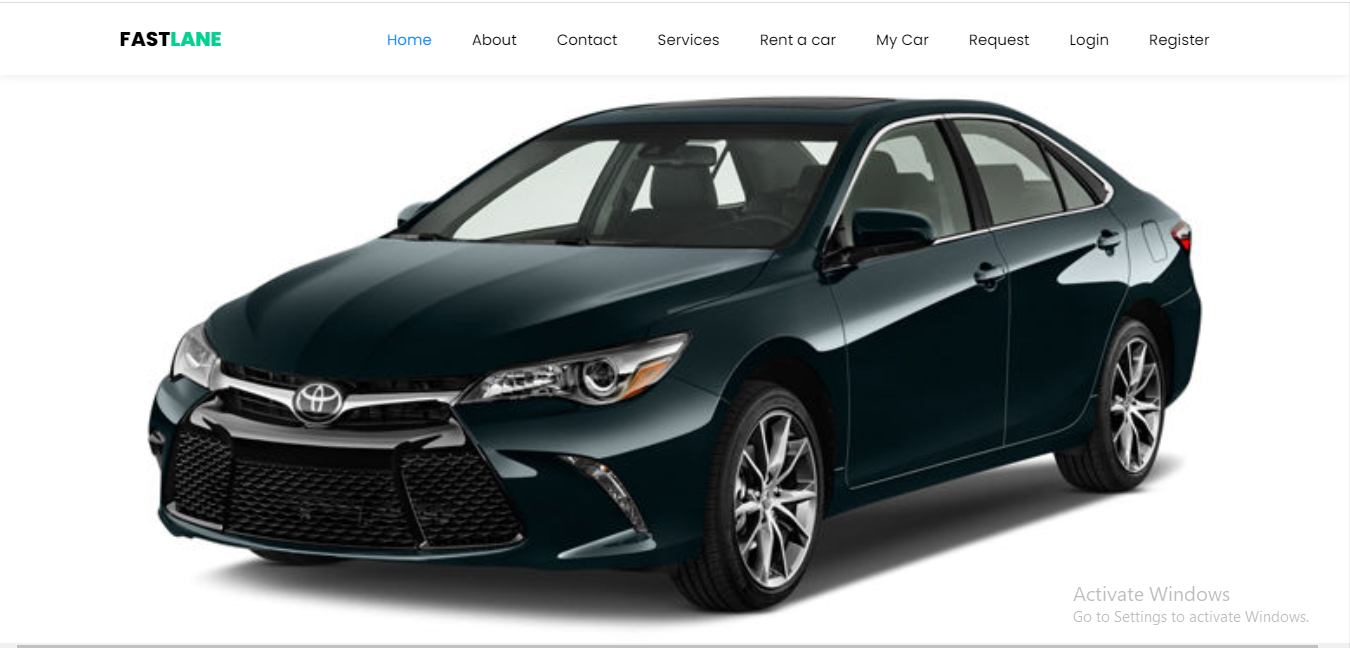 FASTLANE Home About Contact Services Rent a car My Car Request Login Register
Activate Windows
Go to Settings to activate Windows.